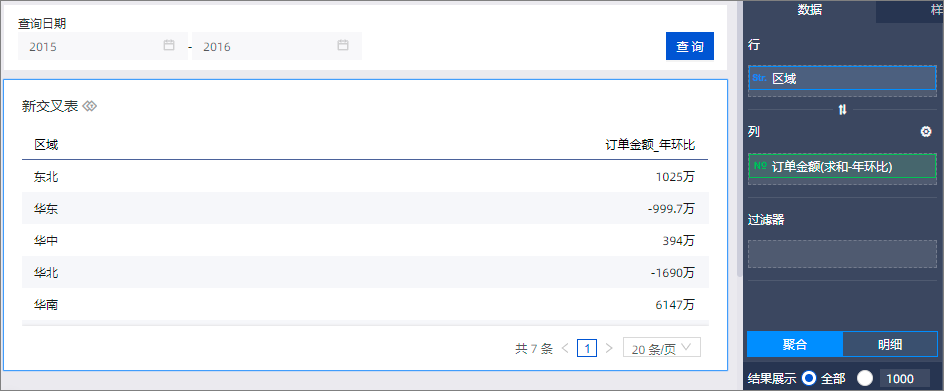 查询日期
2015 - 2016
查 询
新交叉表
区域 订单金额_年环比
东北 1025万
华东 -999.7万
华中 394万
华北 -1690万
华南 6147万
共 7 条 1 20 条/页
数据 样
行
Str. 区域
列
Nº 订单金额(求和-年环比)
过滤器
聚合 明细
结果展示 全部 1000